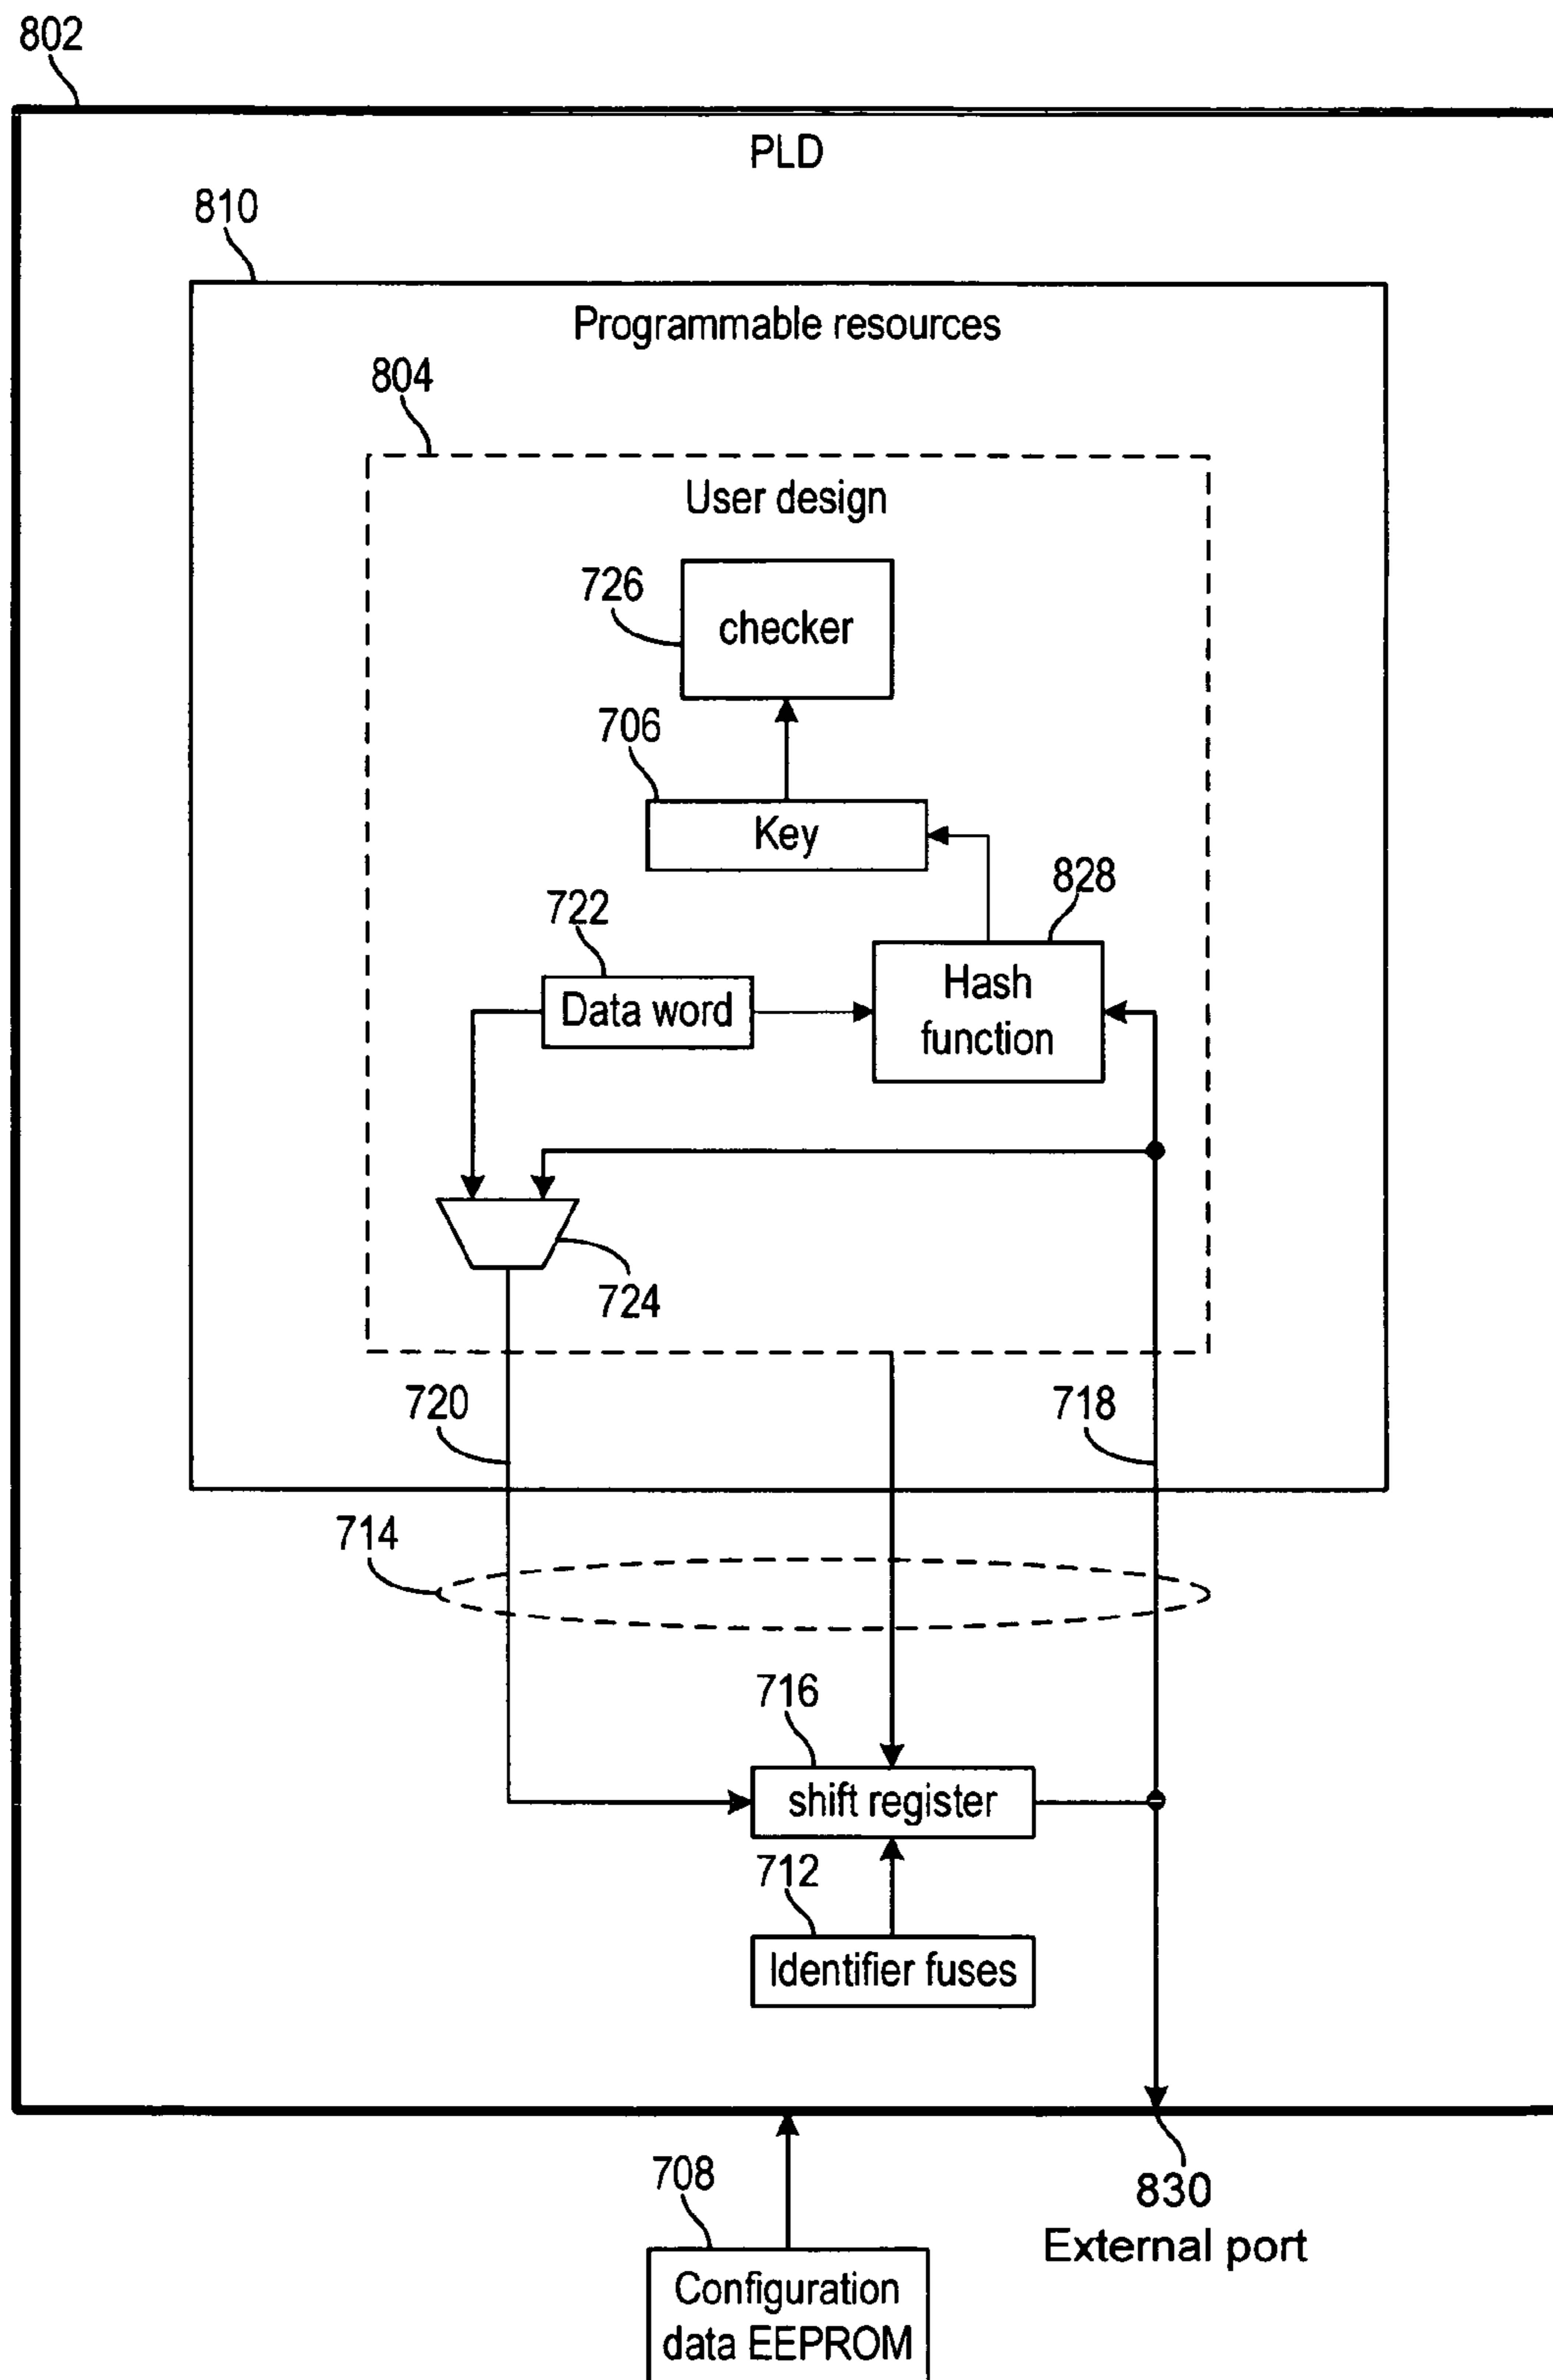 802
PLD
810
Programmable resources
804
User design
726
checker
706
Key
828
722
Hash
function
Data word
724
720
718
714
716
shift register
712
Identifier fuses
708
830
External port
Configuration
data EEPROM